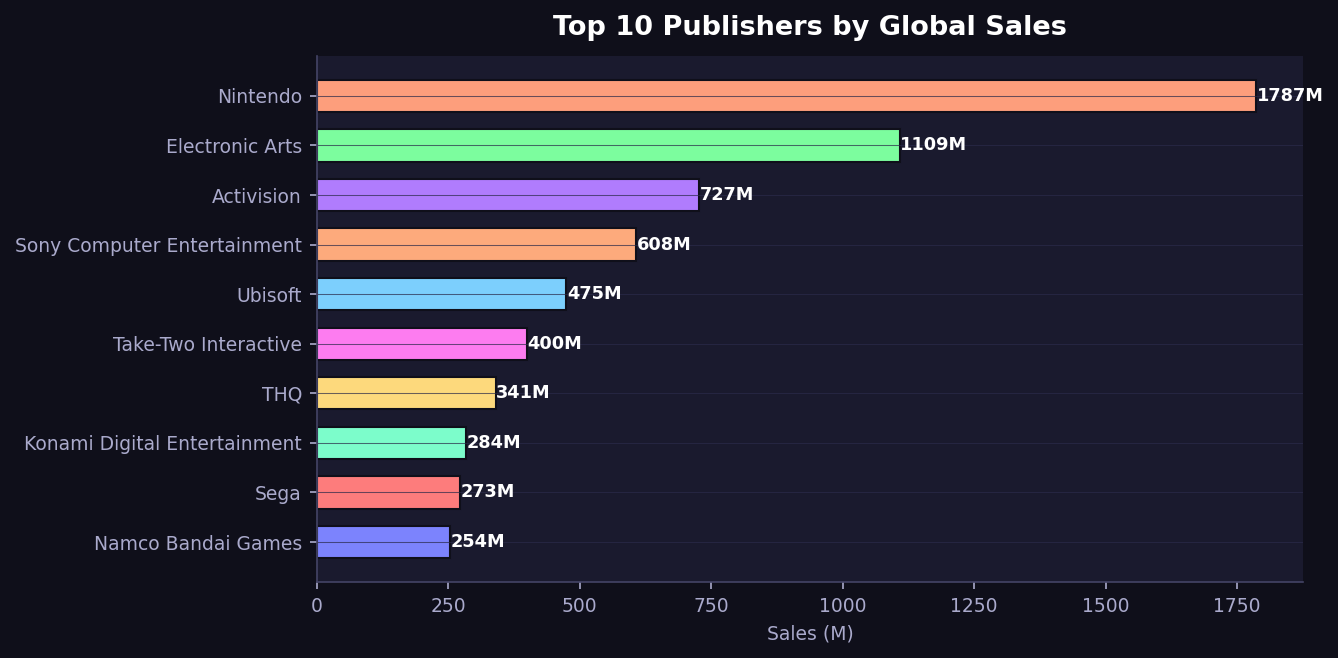 Top 10 Publishers by Global Sales
Nintendo 1787M
Electronic Arts 1109M
Activision 727M
Sony Computer Entertainment 608M
Ubisoft 475M
Take-Two Interactive 400M
THQ 341M
Konami Digital Entertainment 284M
Sega 273M
Namco Bandai Games 254M
0 250 500 750 1000 1250 1500 1750
Sales (M)